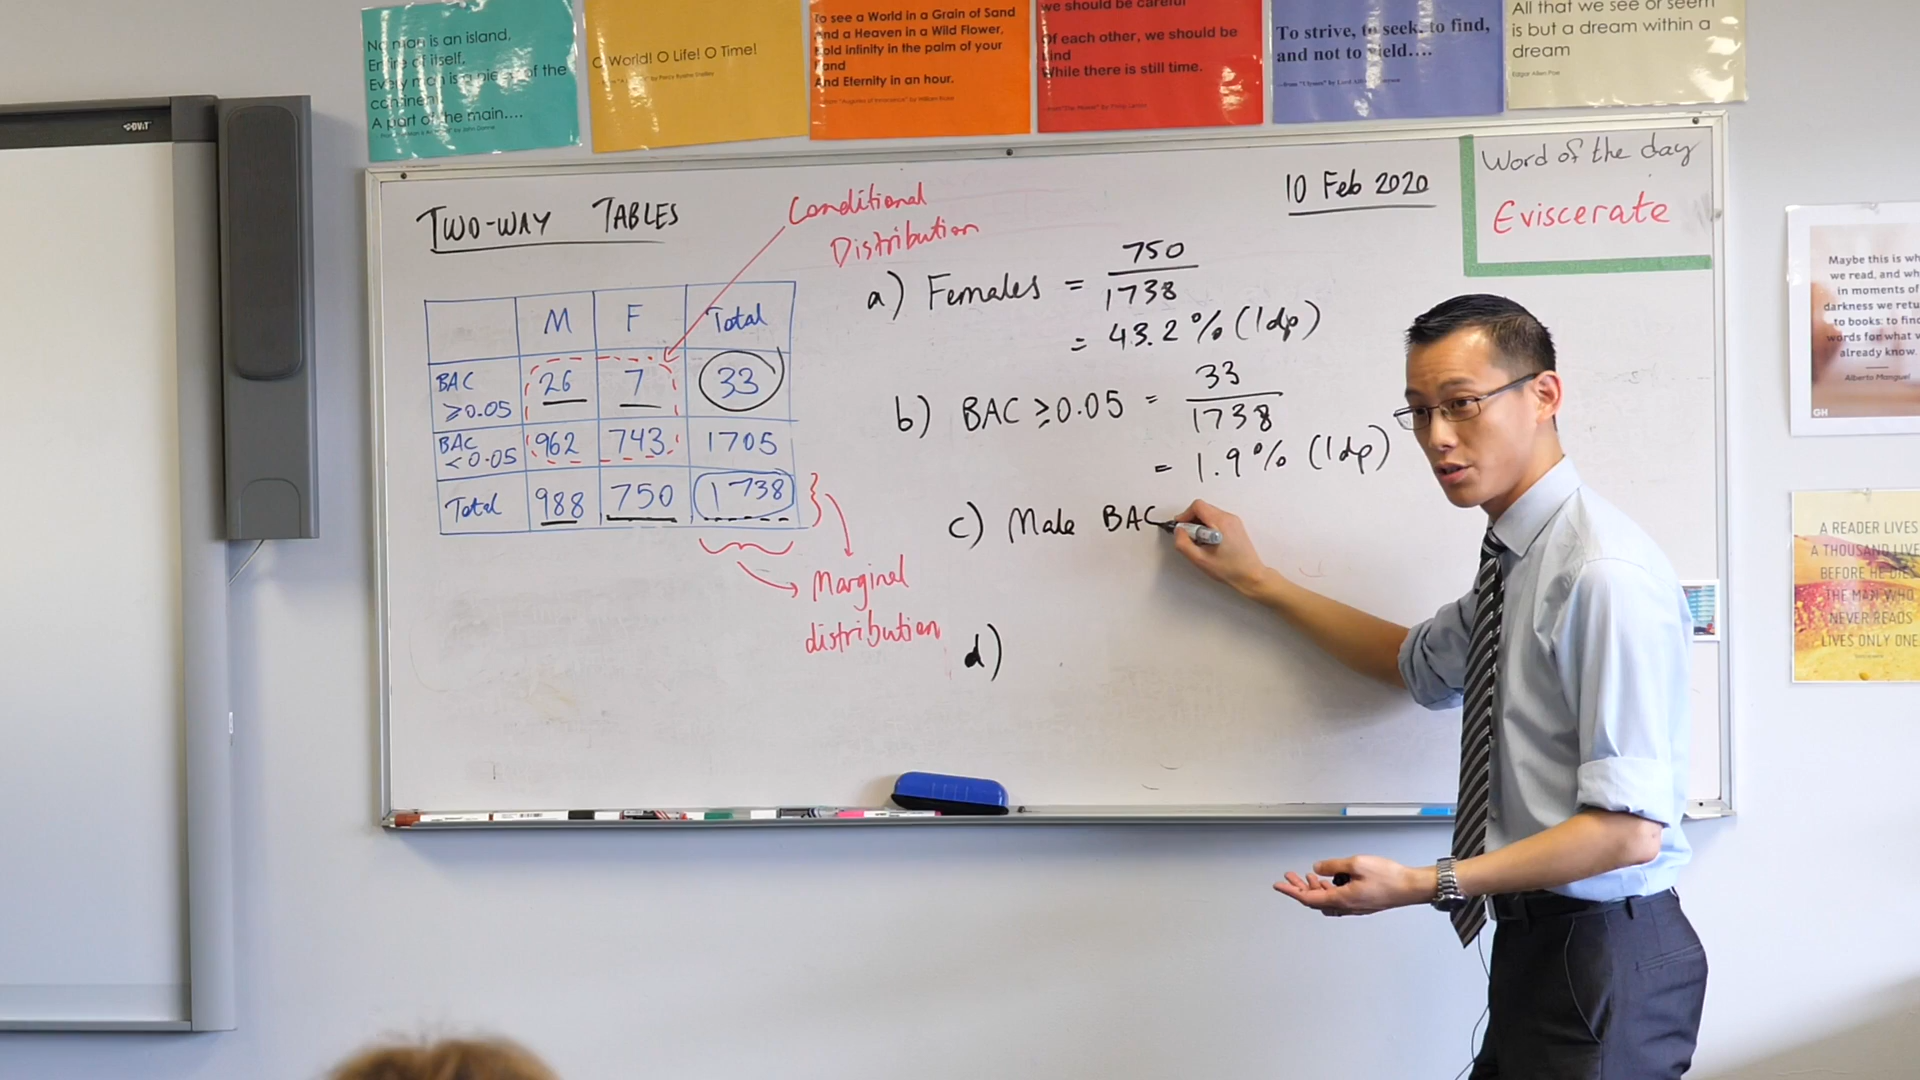 No man is an island,
Entire of itself,
Every man is a piece of the
continent
A part of the main....
O World! O Life! O Time!
To see a World in a Grain of Sand
And a Heaven in a Wild Flower,
Hold infinity in the palm of your
hand
And Eternity in an hour.
we should be careful
Of each other, we should be
kind
While there is still time.
To strive, to seek, to find,
and not to yield....
All that we see or seem
is but a dream within a
dream
Edgar Allen Poe
TWO-WAY TABLES
Conditional
Distribution
10 Feb 2020
Word of the day
Eviscerate
M F Total
BAC ≥0.05 26 7 33
BAC <0.05 962 743 1705
Total 988 750 1738
Marginal
distribution
a) Females = 750/1738
= 43.2% (1dp)
b) BAC ≥0.05 = 33/1738
= 1.9% (1dp)
c) Male BAC
d)
Maybe this is wh
we read, and wh
in moments of
darkness we retu
to books: to find
words for what w
already know.
Alberto Manguel
GH
A READER LIVES
A THOUSAND LIVE
BEFORE HE DIES
THE MAN WHO
NEVER READS
LIVES ONLY ONE